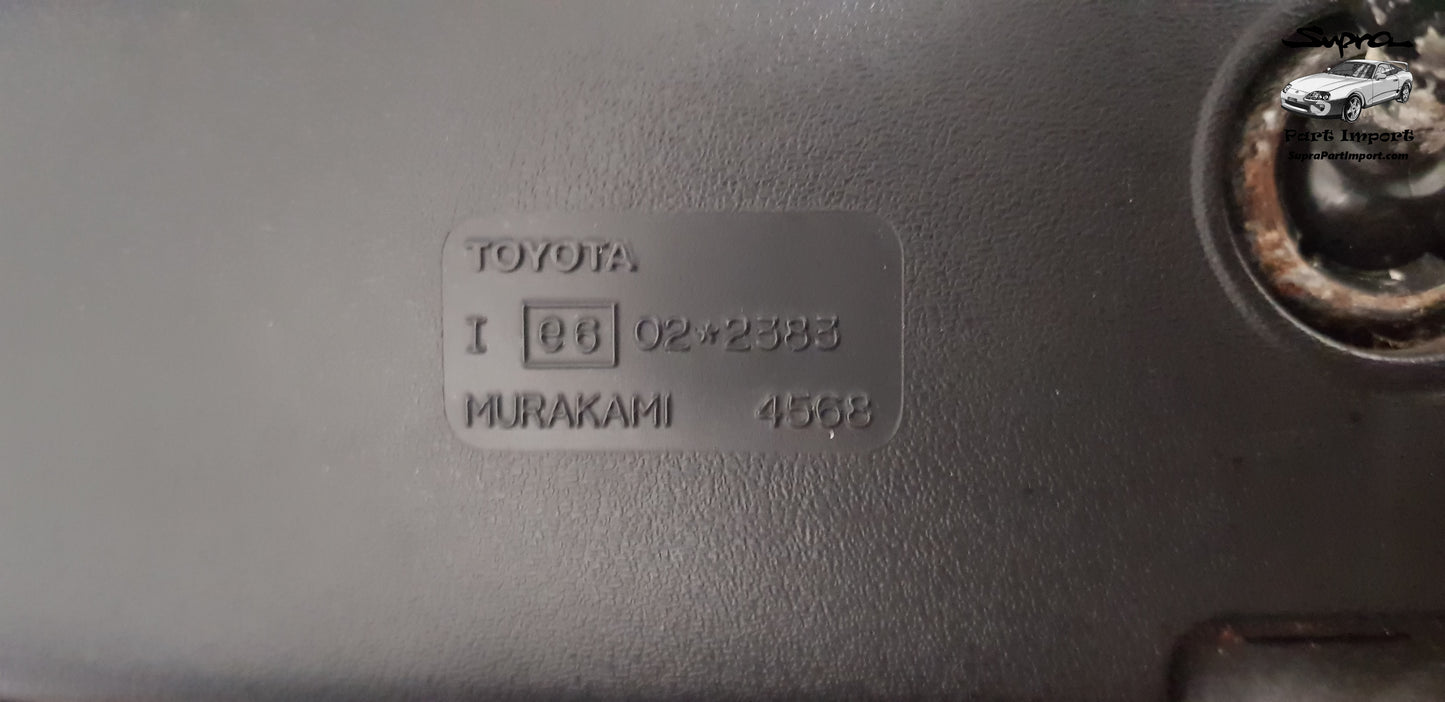 Supra
Part Import
SupraPartImport.com
TOYOTA
I e6 02*2383
MURAKAMI 4568